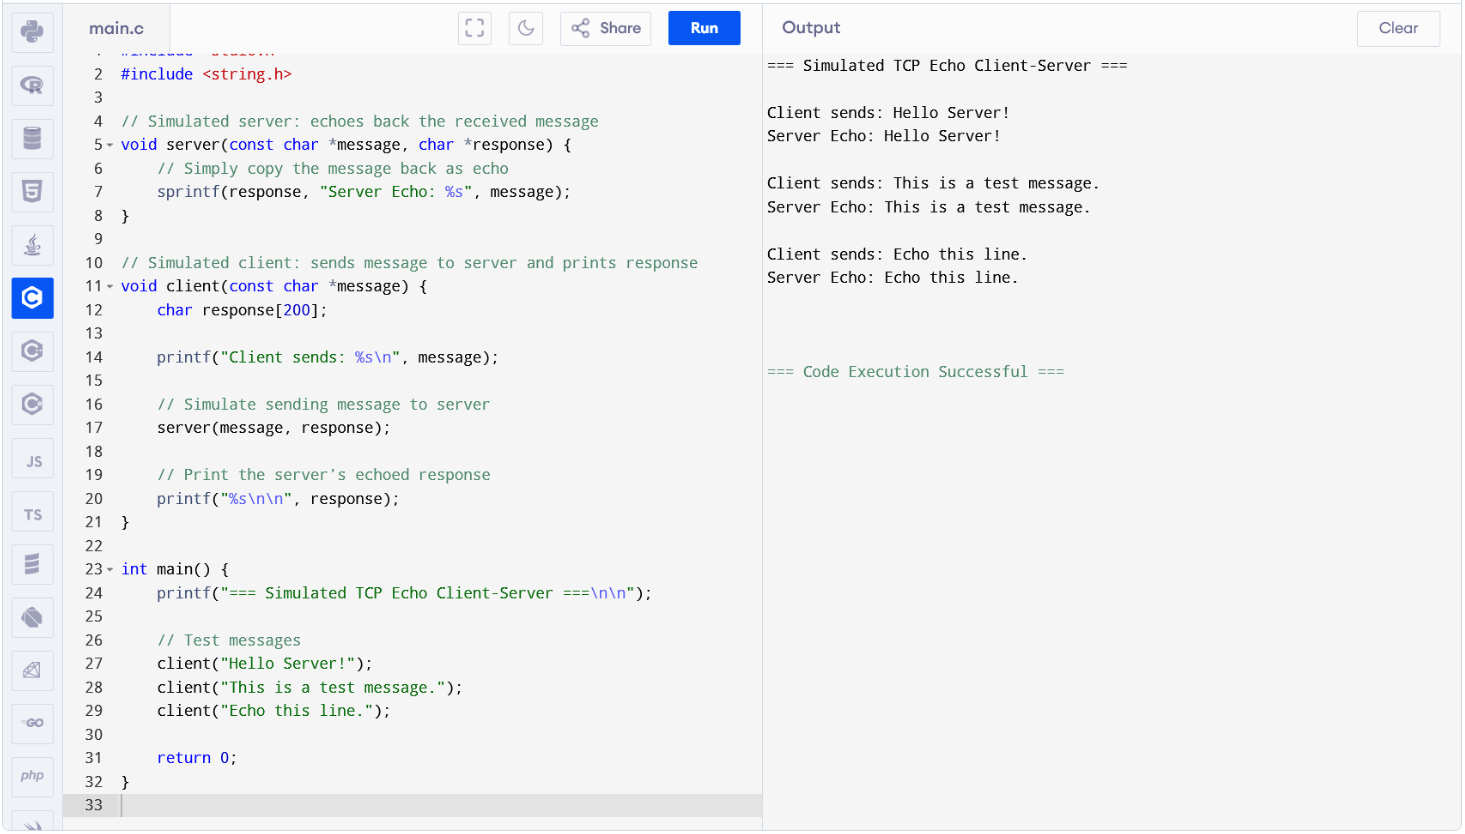 main.c
Share
Run
Output
Clear
2 #include <string.h>
3
4 // Simulated server: echoes back the received message
5 void server(const char *message, char *response) {
6     // Simply copy the message back as echo
7     sprintf(response, "Server Echo: %s", message);
8 }
9
10 // Simulated client: sends message to server and prints response
11 void client(const char *message) {
12     char response[200];
13
14     printf("Client sends: %s\n", message);
15
16     // Simulate sending message to server
17     server(message, response);
18
19     // Print the server's echoed response
20     printf("%s\n\n", response);
21 }
22
23 int main() {
24     printf("=== Simulated TCP Echo Client-Server ===\n\n");
25
26     // Test messages
27     client("Hello Server!");
28     client("This is a test message.");
29     client("Echo this line.");
30
31     return 0;
32 }
33
=== Simulated TCP Echo Client-Server ===
Client sends: Hello Server!
Server Echo: Hello Server!
Client sends: This is a test message.
Server Echo: This is a test message.
Client sends: Echo this line.
Server Echo: Echo this line.
=== Code Execution Successful ===
R
5
C
JS
TS
GO
php